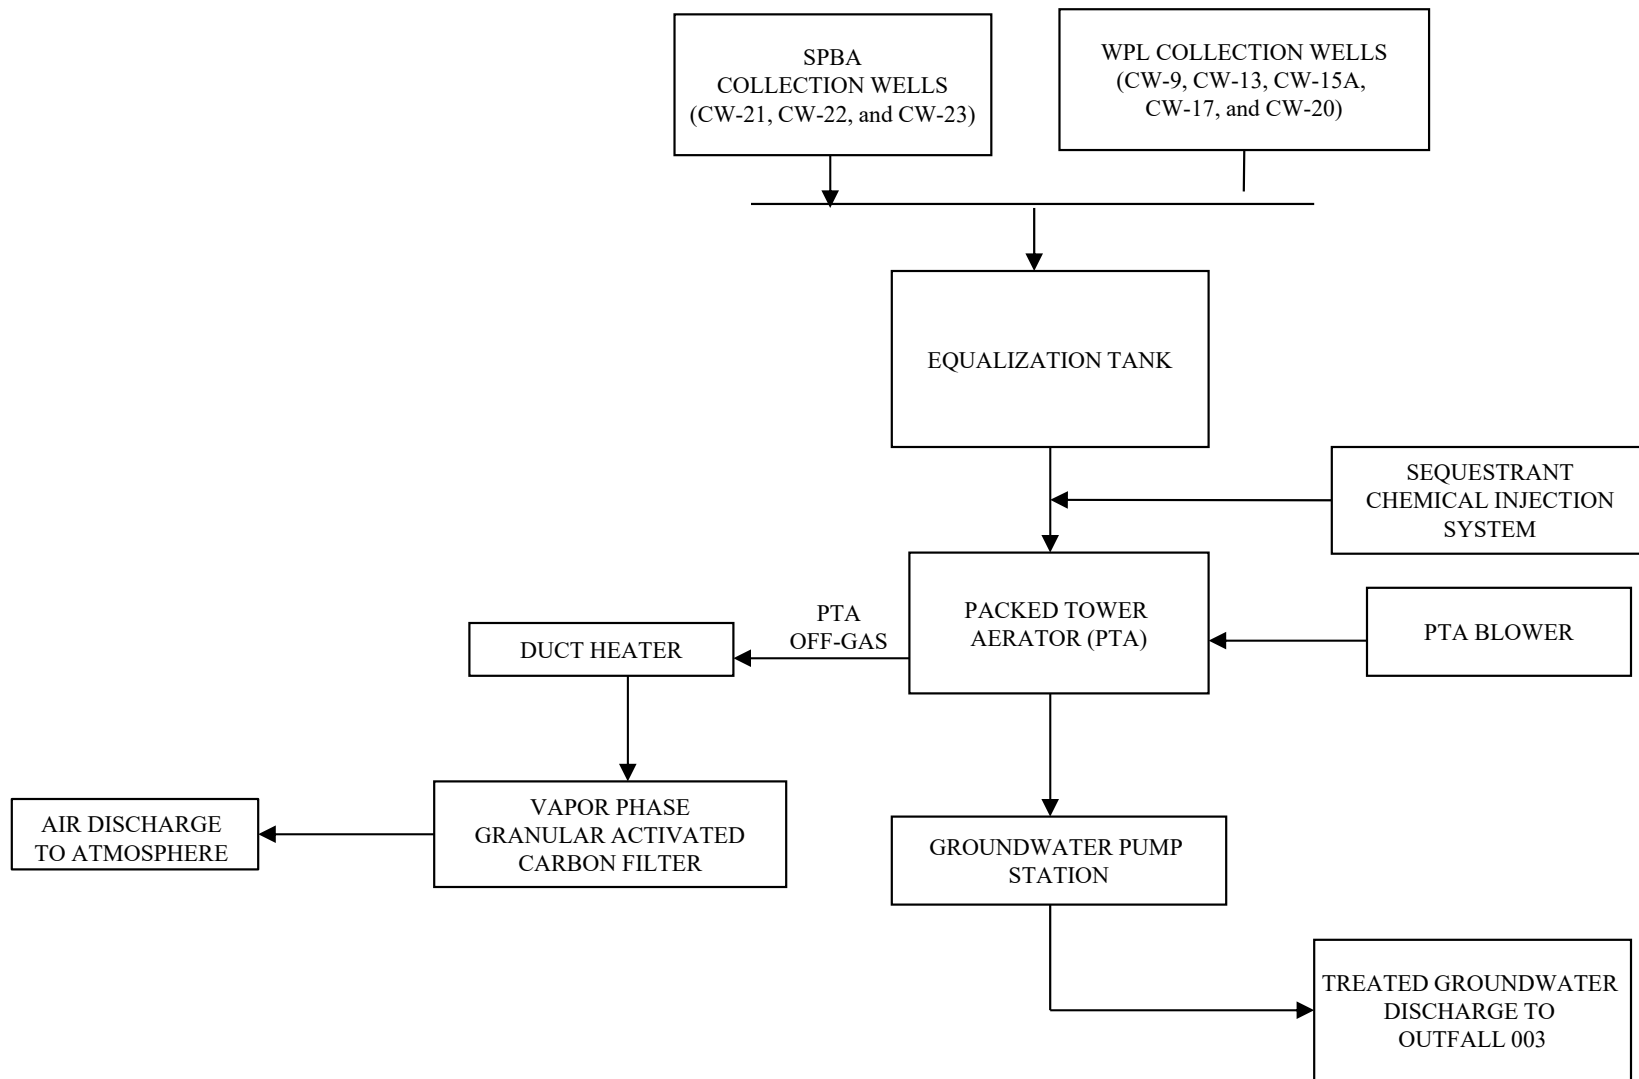 SPBA
COLLECTION WELLS
(CW-21, CW-22, and CW-23)
WPL COLLECTION WELLS
(CW-9, CW-13, CW-15A,
CW-17, and CW-20)
EQUALIZATION TANK
SEQUESTRANT
CHEMICAL INJECTION
SYSTEM
PACKED TOWER
AERATOR (PTA)
PTA BLOWER
PTA
OFF-GAS
DUCT HEATER
VAPOR PHASE
GRANULAR ACTIVATED
CARBON FILTER
AIR DISCHARGE
TO ATMOSPHERE
GROUNDWATER PUMP
STATION
TREATED GROUNDWATER
DISCHARGE TO
OUTFALL 003